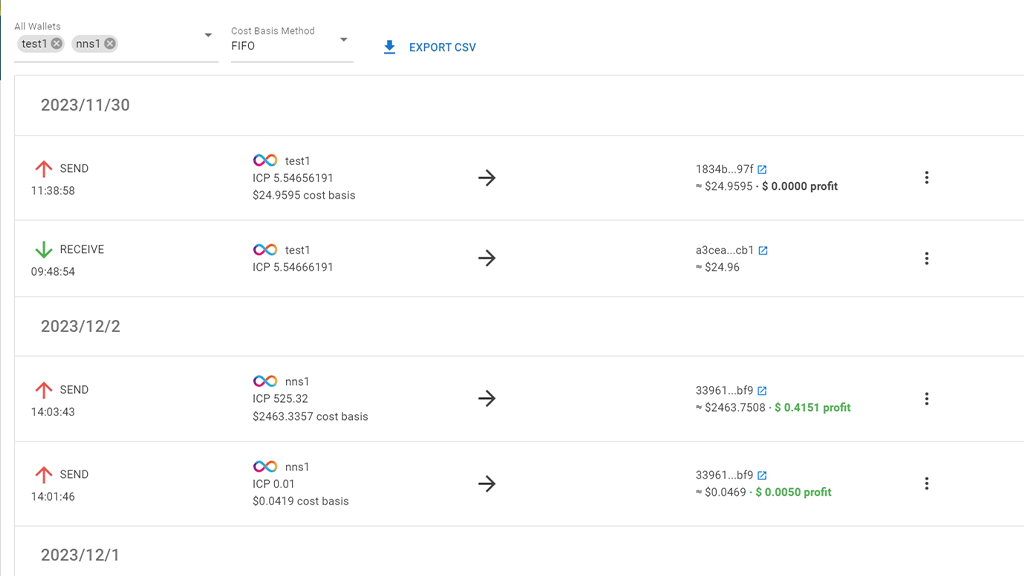 All Wallets
test1 nns1
Cost Basis Method
FIFO
EXPORT CSV
2023/11/30
SEND
11:38:58
test1
ICP 5.54656191
$24.9595 cost basis
1834b...97f
≈ $24.9595 · $ 0.0000 profit
RECEIVE
09:48:54
test1
ICP 5.54666191
a3cea...cb1
≈ $24.96
2023/12/2
SEND
14:03:43
nns1
ICP 525.32
$2463.3357 cost basis
33961...bf9
≈ $2463.7508 · $ 0.4151 profit
SEND
14:01:46
nns1
ICP 0.01
$0.0419 cost basis
33961...bf9
≈ $0.0469 · $ 0.0050 profit
2023/12/1